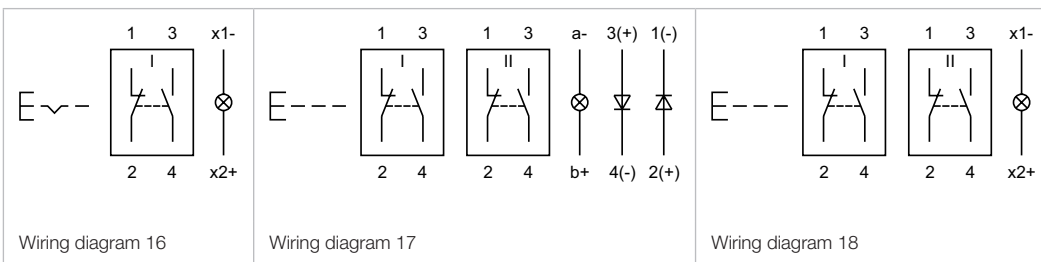 1 3 x1-
I
2 4 x2+
Wiring diagram 16
1 3 1 3 a- 3(+) 1(-)
I II
2 4 2 4 b+ 4(-) 2(+)
Wiring diagram 17
1 3 1 3 x1-
I II
2 4 2 4 x2+
Wiring diagram 18